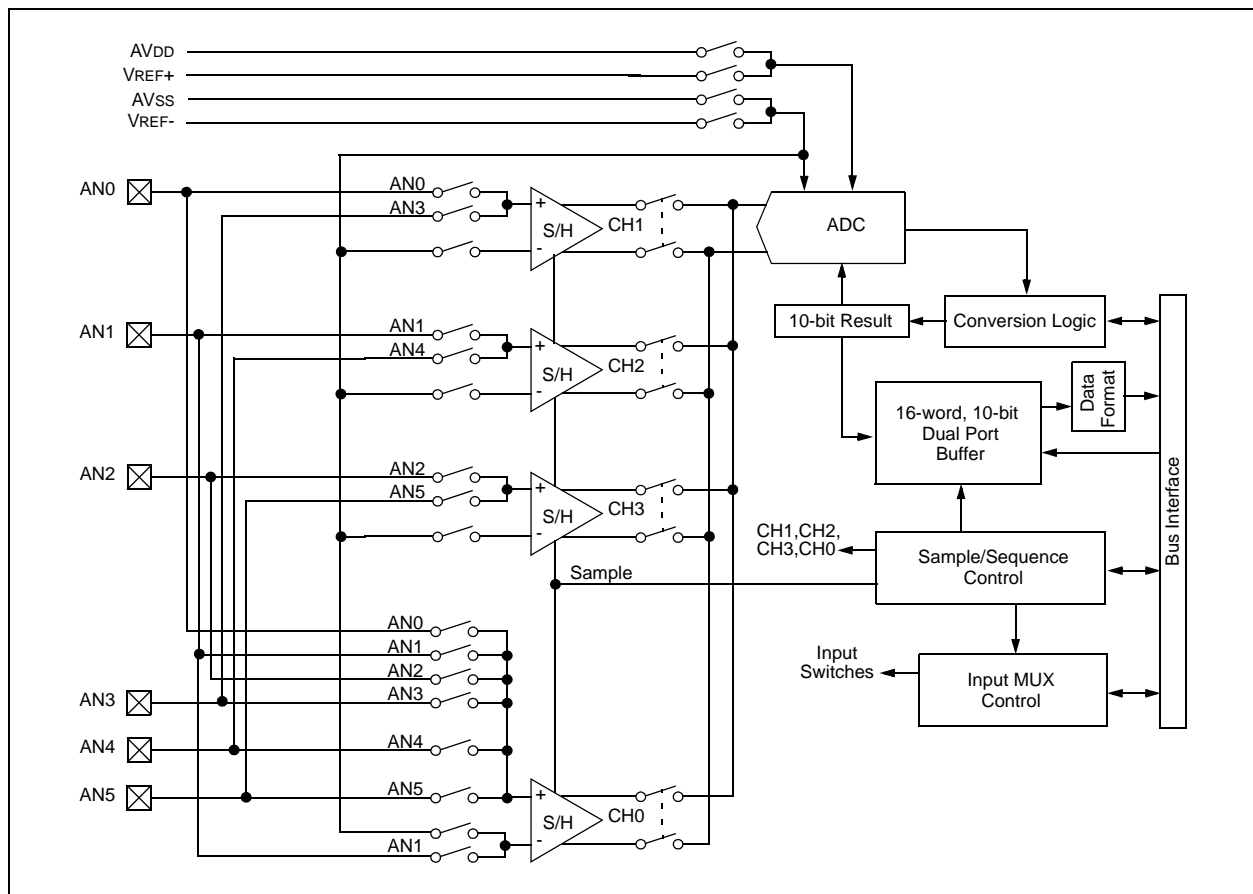 AVDD
VREF+
AVSS
VREF-
AN0
AN0
AN3
+
S/H
-
CH1
ADC
10-bit Result
Conversion Logic
AN1
AN1
AN4
+
S/H
-
CH2
16-word, 10-bit
Dual Port
Buffer
Data
Format
AN2
AN2
AN5
+
S/H
-
CH3
CH1,CH2,
CH3,CH0
Sample/Sequence
Control
Bus Interface
Sample
AN0
AN1
AN2
AN3
AN3
Input
Switches
Input MUX
Control
AN4
AN4
AN5
AN5
+
S/H
-
CH0
AN1